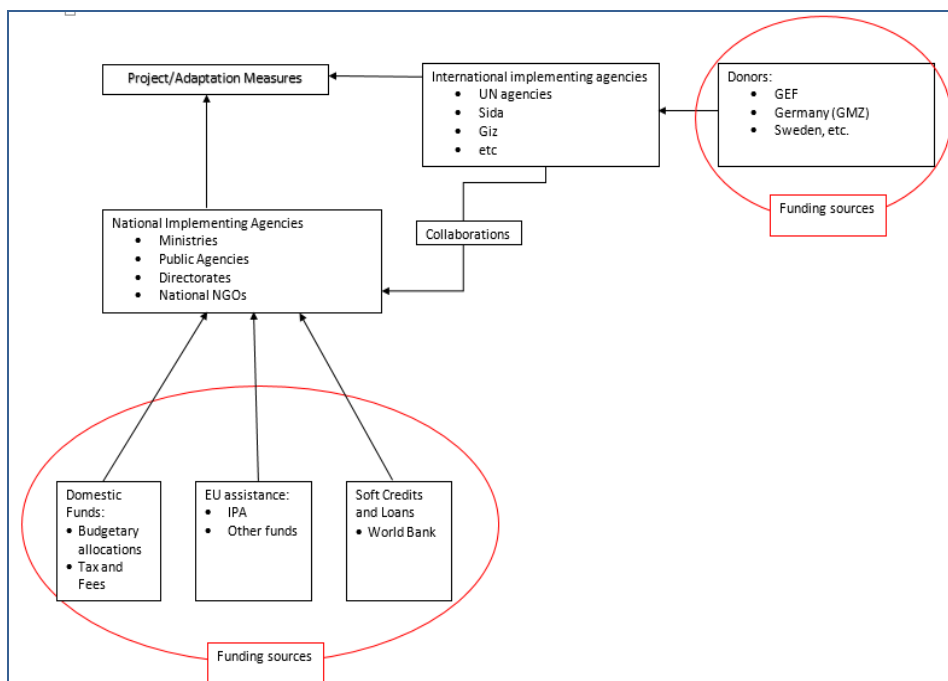 Project/Adaptation Measures
International implementing agencies
• UN agencies
• Sida
• Giz
• etc
Donors:
• GEF
• Germany (GMZ)
• Sweden, etc.
Funding sources
Collaborations
National Implementing Agencies
• Ministries
• Public Agencies
• Directorates
• National NGOs
Domestic
Funds:
• Budgetary
allocations
• Tax and
Fees
EU assistance:
• IPA
• Other funds
Soft Credits
and Loans
• World Bank
Funding sources